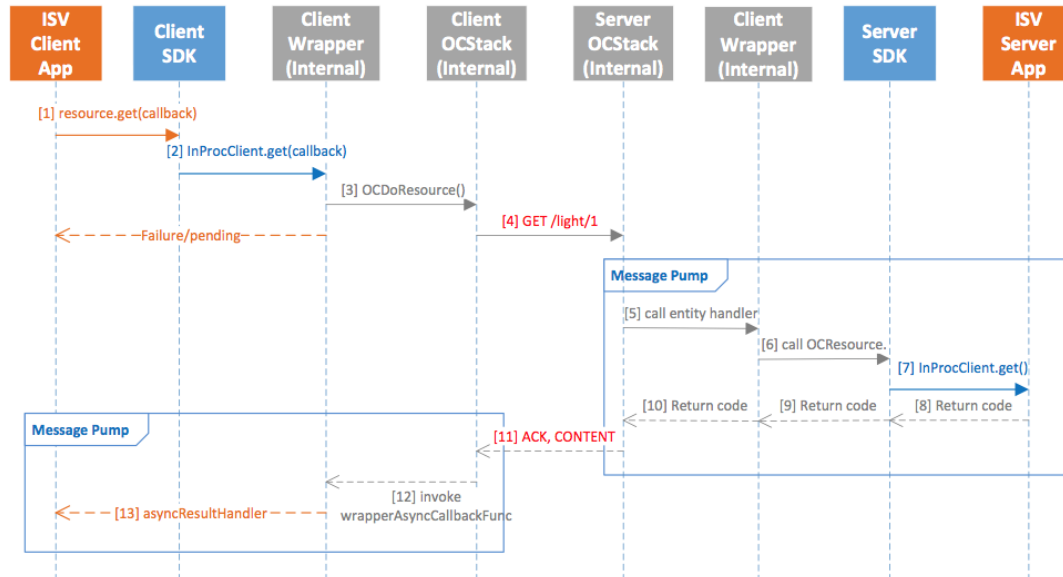 ISV
Client
App
Client
SDK
Client
Wrapper
(Internal)
Client
OCStack
(Internal)
Server
OCStack
(Internal)
Client
Wrapper
(Internal)
Server
SDK
ISV
Server
App
[1] resource.get(callback)
[2] InProcClient.get(callback)
[3] OCDoResource()
[4] GET /light/1
Failure/pending
Message Pump
[5] call entity handler
[6] call OCResource.
[7] InProcClient.get()
[10] Return code
[9] Return code
[8] Return code
Message Pump
[11] ACK, CONTENT
[12] invoke
wrapperAsyncCallbackFunc
[13] asyncResultHandler